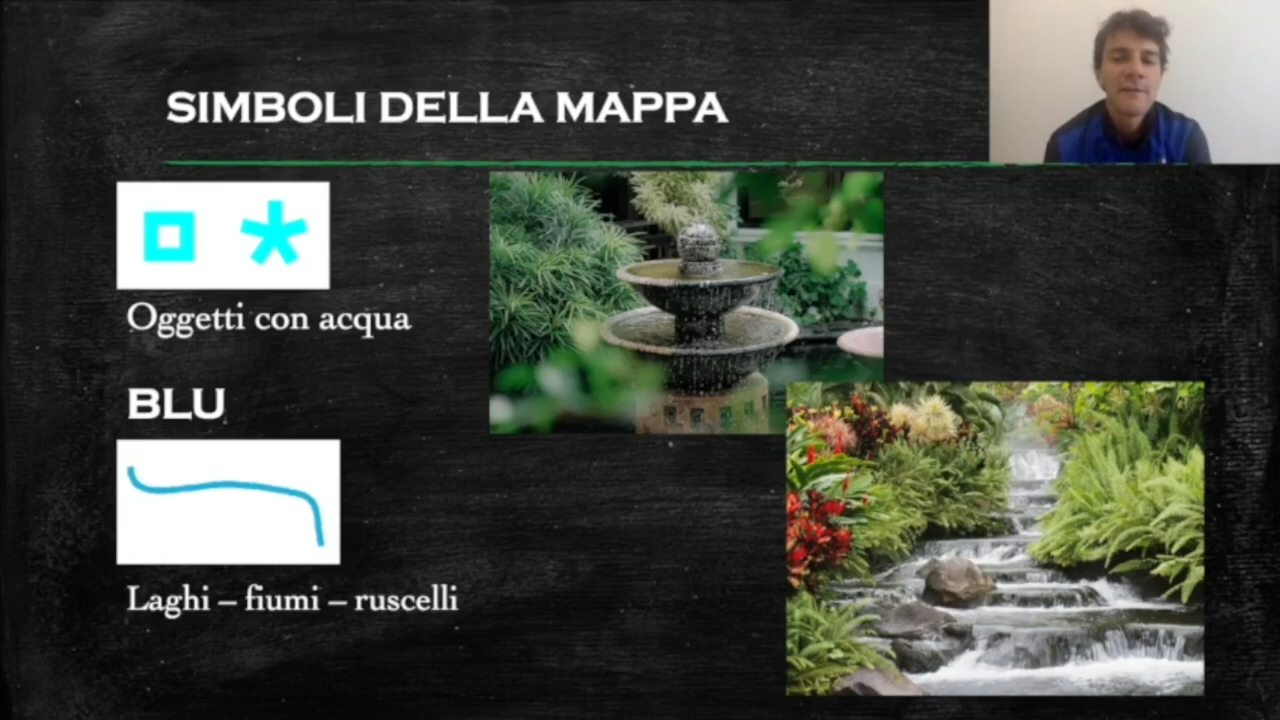 SIMBOLI DELLA MAPPA
Oggetti con acqua
BLU
Laghi – fiumi – ruscelli